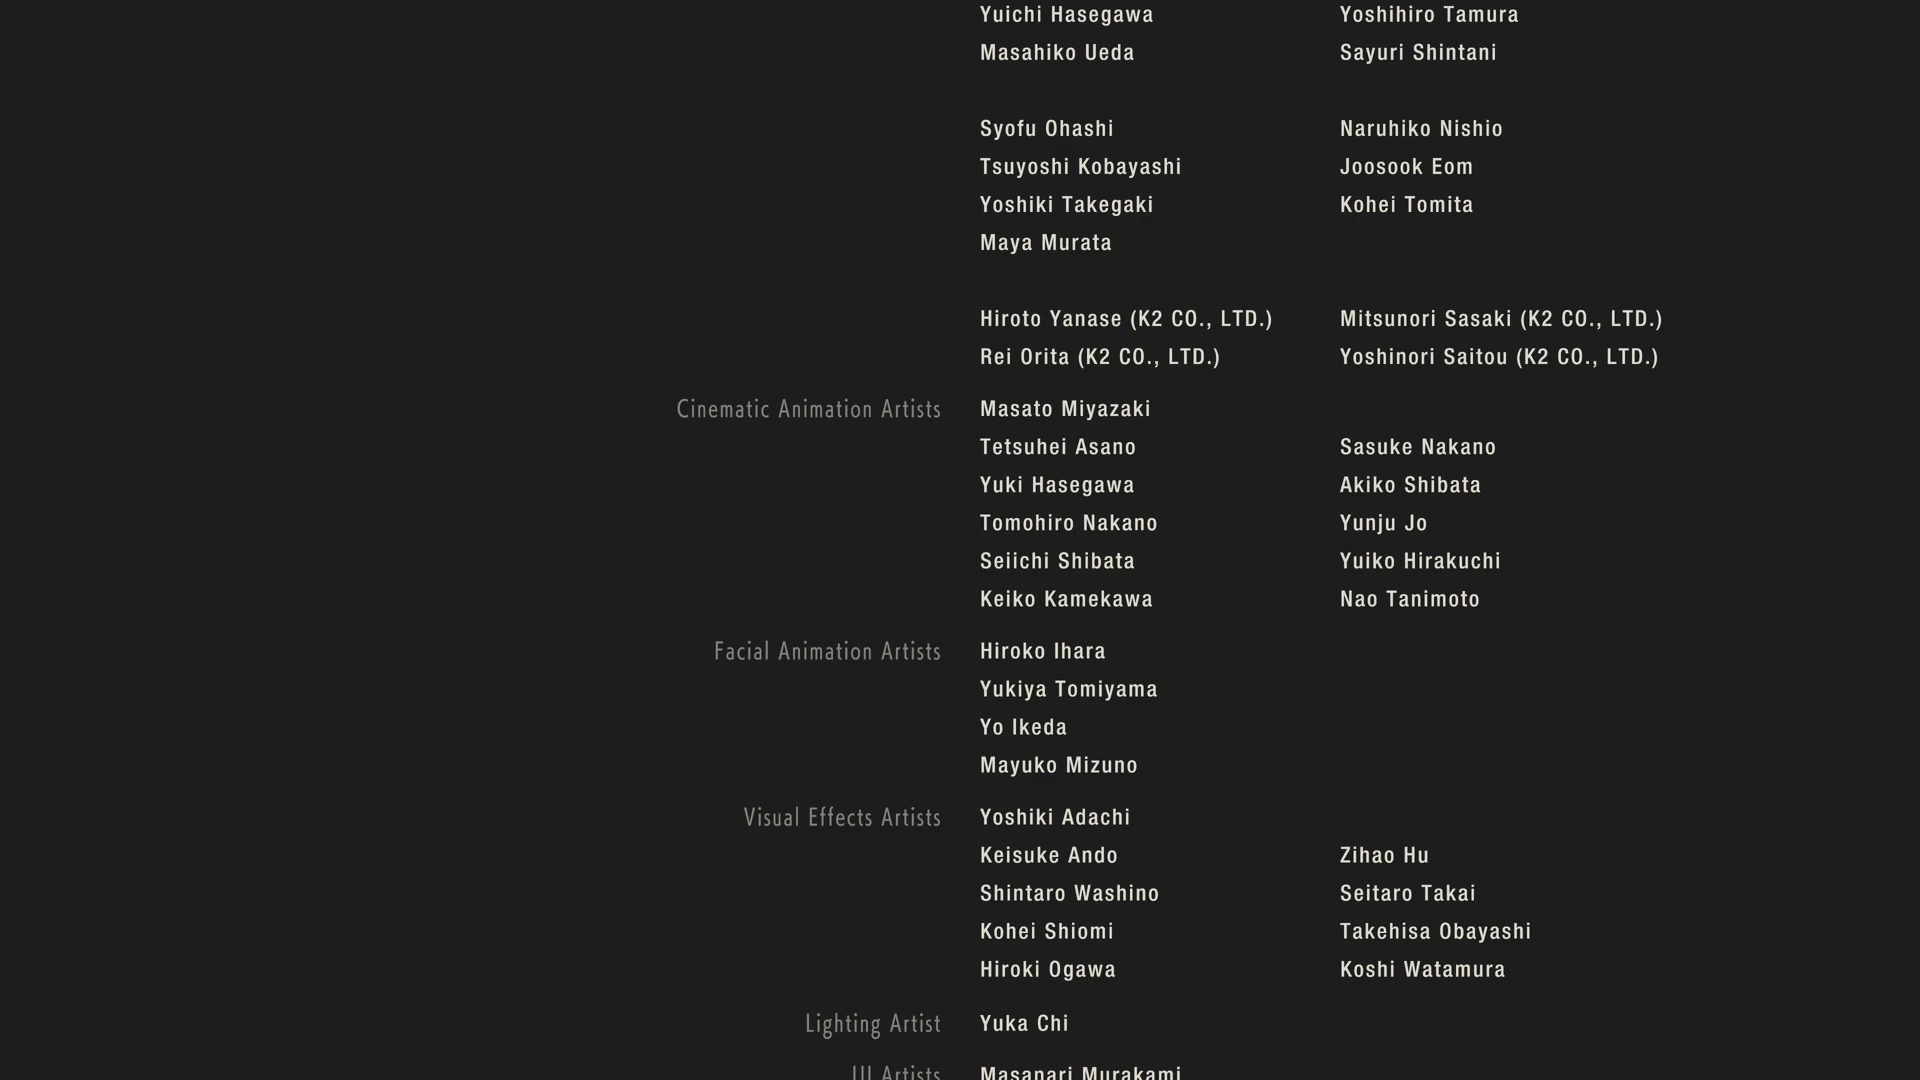 Yuichi Hasegawa Yoshihiro Tamura
Masahiko Ueda Sayuri Shintani
Syofu Ohashi Naruhiko Nishio
Tsuyoshi Kobayashi Joosook Eom
Yoshiki Takegaki Kohei Tomita
Maya Murata
Hiroto Yanase (K2 CO., LTD.) Mitsunori Sasaki (K2 CO., LTD.)
Rei Orita (K2 CO., LTD.) Yoshinori Saitou (K2 CO., LTD.)
Cinematic Animation Artists Masato Miyazaki
Tetsuhei Asano Sasuke Nakano
Yuki Hasegawa Akiko Shibata
Tomohiro Nakano Yunju Jo
Seiichi Shibata Yuiko Hirakuchi
Keiko Kamekawa Nao Tanimoto
Facial Animation Artists Hiroko Ihara
Yukiya Tomiyama
Yo Ikeda
Mayuko Mizuno
Visual Effects Artists Yoshiki Adachi
Keisuke Ando Zihao Hu
Shintaro Washino Seitaro Takai
Kohei Shiomi Takehisa Obayashi
Hiroki Ogawa Koshi Watamura
Lighting Artist Yuka Chi
UI Artists Masanari Murakami